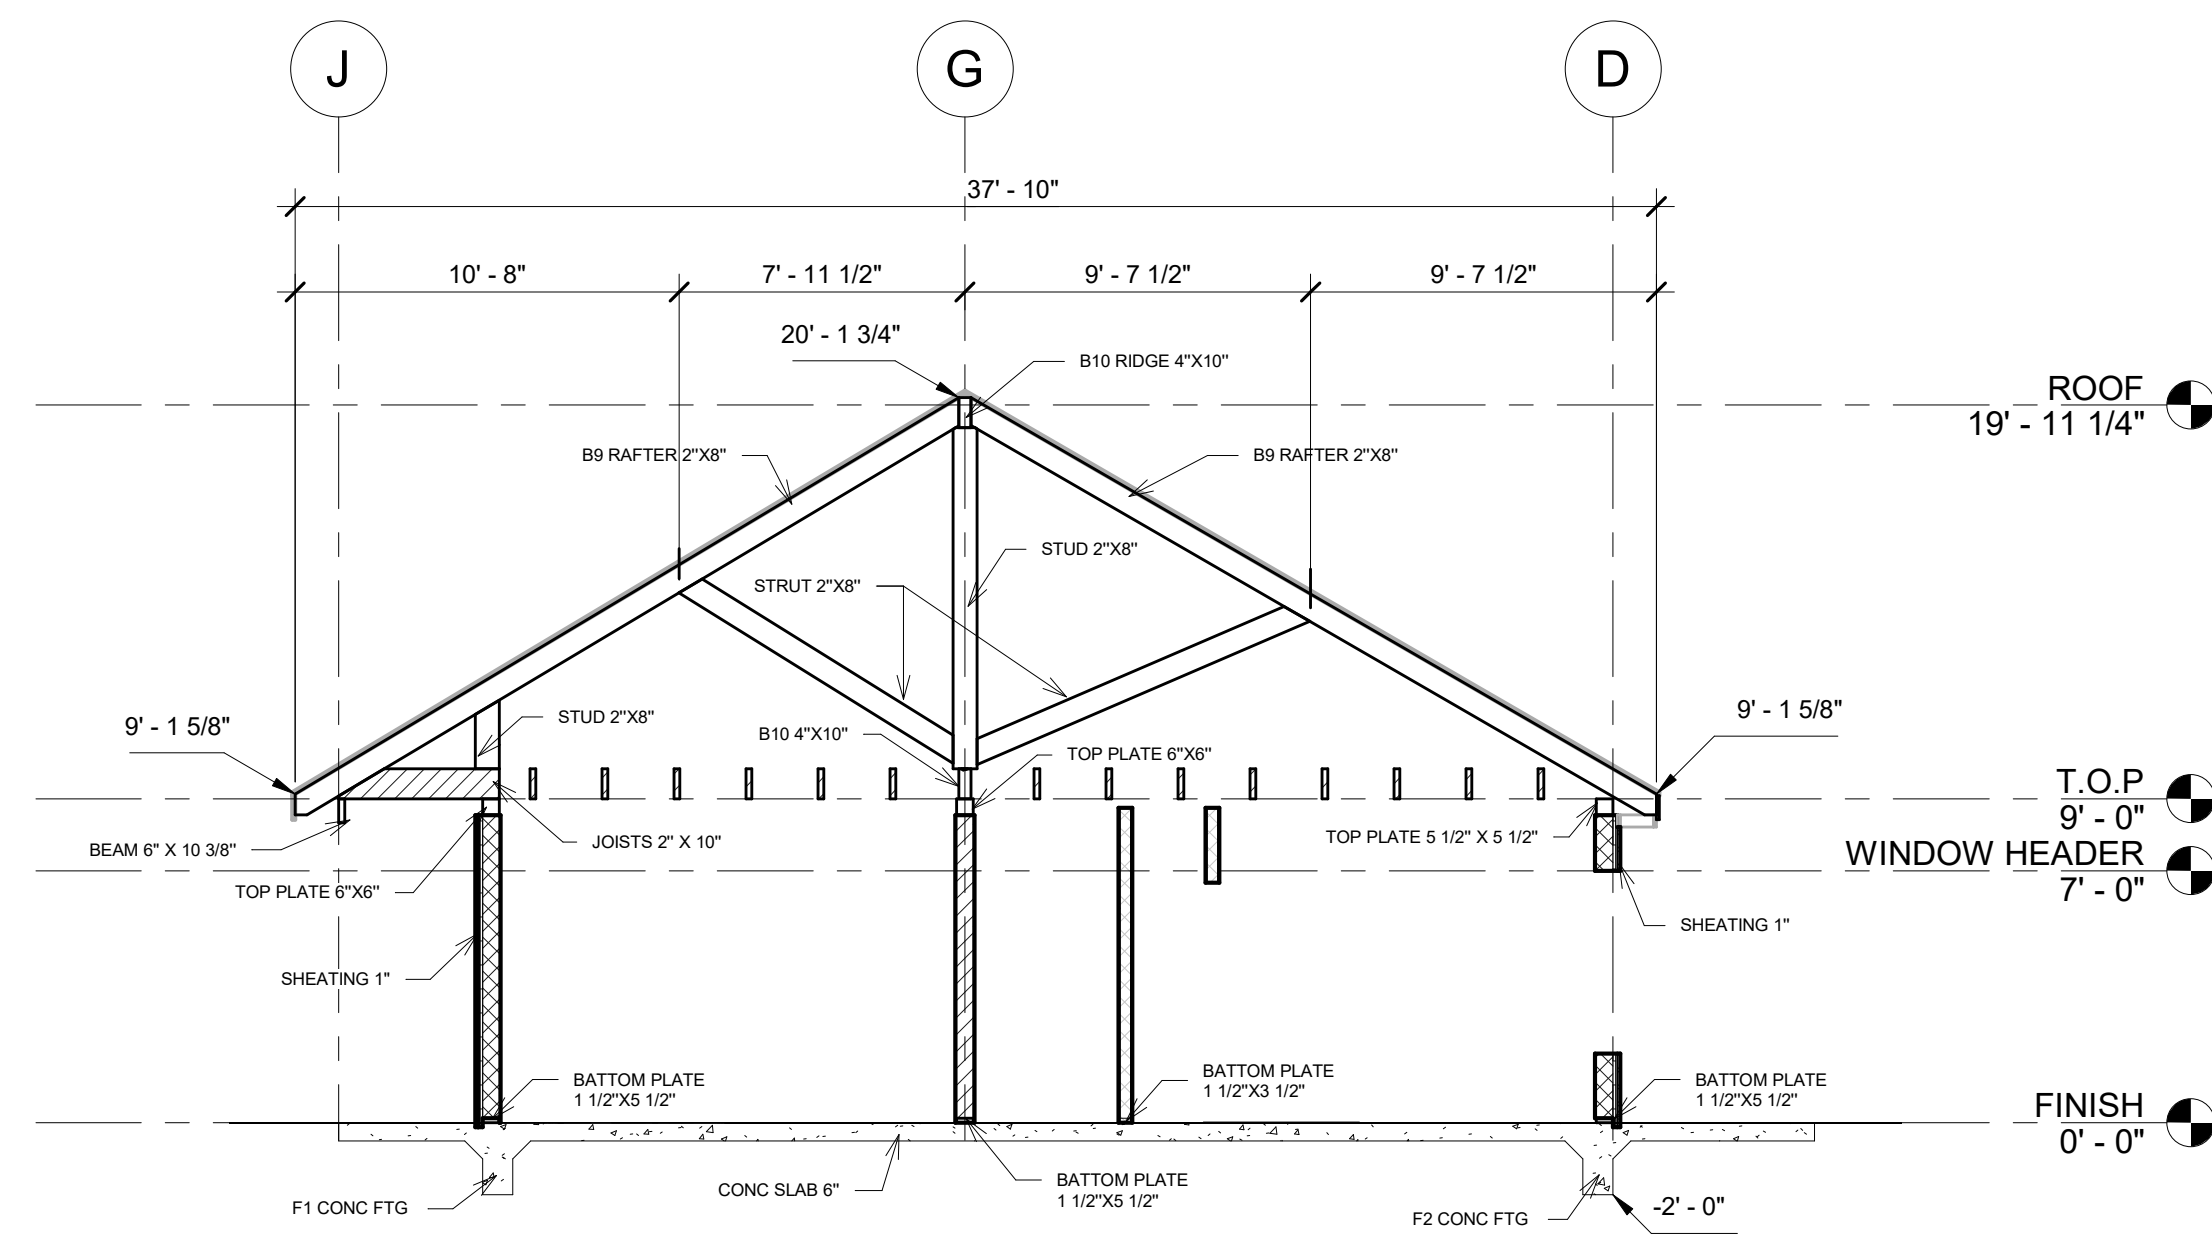 J
G
D
37' - 10"
10' - 8"
7' - 11 1/2"
9' - 7 1/2"
9' - 7 1/2"
20' - 1 3/4"
B10 RIDGE 4"X10"
ROOF
19' - 11 1/4"
B9 RAFTER 2"X8"
B9 RAFTER 2"X8"
STUD 2"X8"
STRUT 2"X8"
9' - 1 5/8"
STUD 2"X8"
9' - 1 5/8"
B10 4"X10"
TOP PLATE 6"X6"
T.O.P
9' - 0"
BEAM 6" X 10 3/8"
JOISTS 2" X 10"
TOP PLATE 5 1/2" X 5 1/2"
WINDOW HEADER
7' - 0"
TOP PLATE 6"X6"
SHEATING 1"
SHEATING 1"
BATTOM PLATE
1 1/2"X5 1/2"
BATTOM PLATE
1 1/2"X3 1/2"
BATTOM PLATE
1 1/2"X5 1/2"
FINISH
0' - 0"
F1 CONC FTG
CONC SLAB 6"
BATTOM PLATE
1 1/2"X5 1/2"
F2 CONC FTG
-2' - 0"